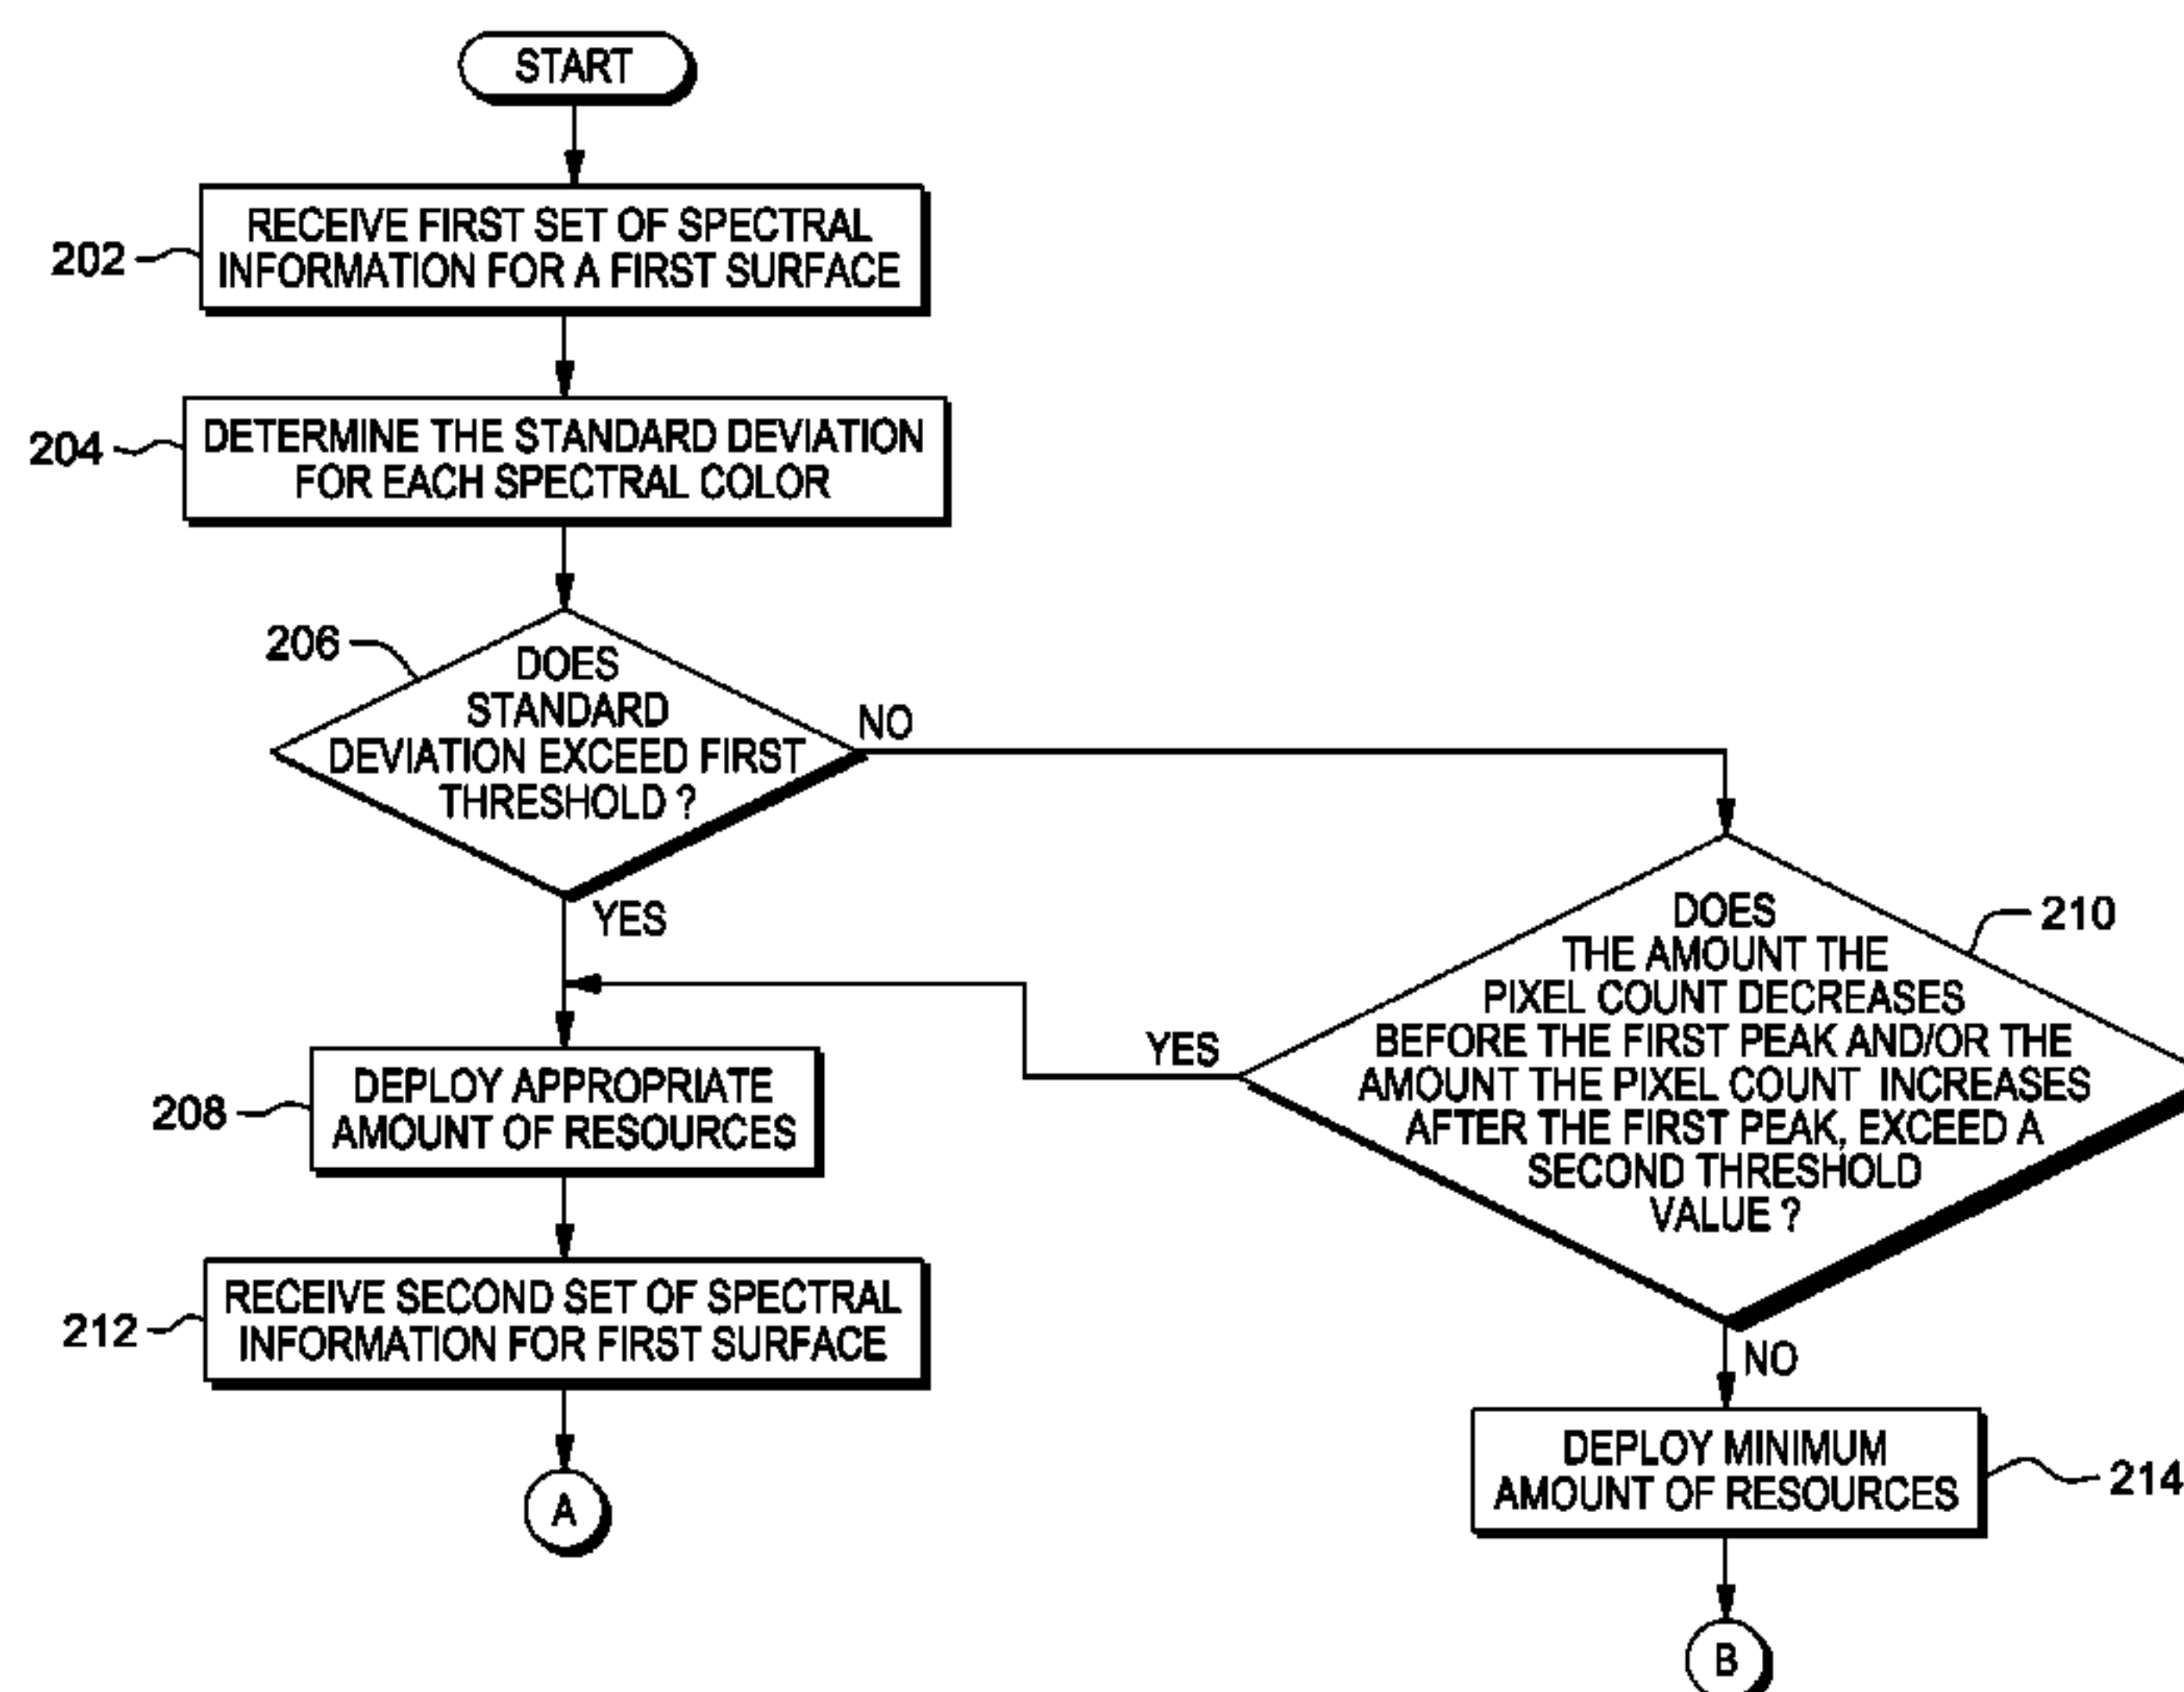 START
202
RECEIVE FIRST SET OF SPECTRAL
INFORMATION FOR A FIRST SURFACE
204
DETERMINE THE STANDARD DEVIATION
FOR EACH SPECTRAL COLOR
206
DOES
STANDARD
DEVIATION EXCEED FIRST
THRESHOLD ?
NO
YES
210
DOES
THE AMOUNT THE
PIXEL COUNT DECREASES
BEFORE THE FIRST PEAK AND/OR THE
AMOUNT THE PIXEL COUNT INCREASES
AFTER THE FIRST PEAK, EXCEED A
SECOND THRESHOLD
VALUE ?
YES
NO
208
DEPLOY APPROPRIATE
AMOUNT OF RESOURCES
212
RECEIVE SECOND SET OF SPECTRAL
INFORMATION FOR FIRST SURFACE
A
DEPLOY MINIMUM
AMOUNT OF RESOURCES
214
B